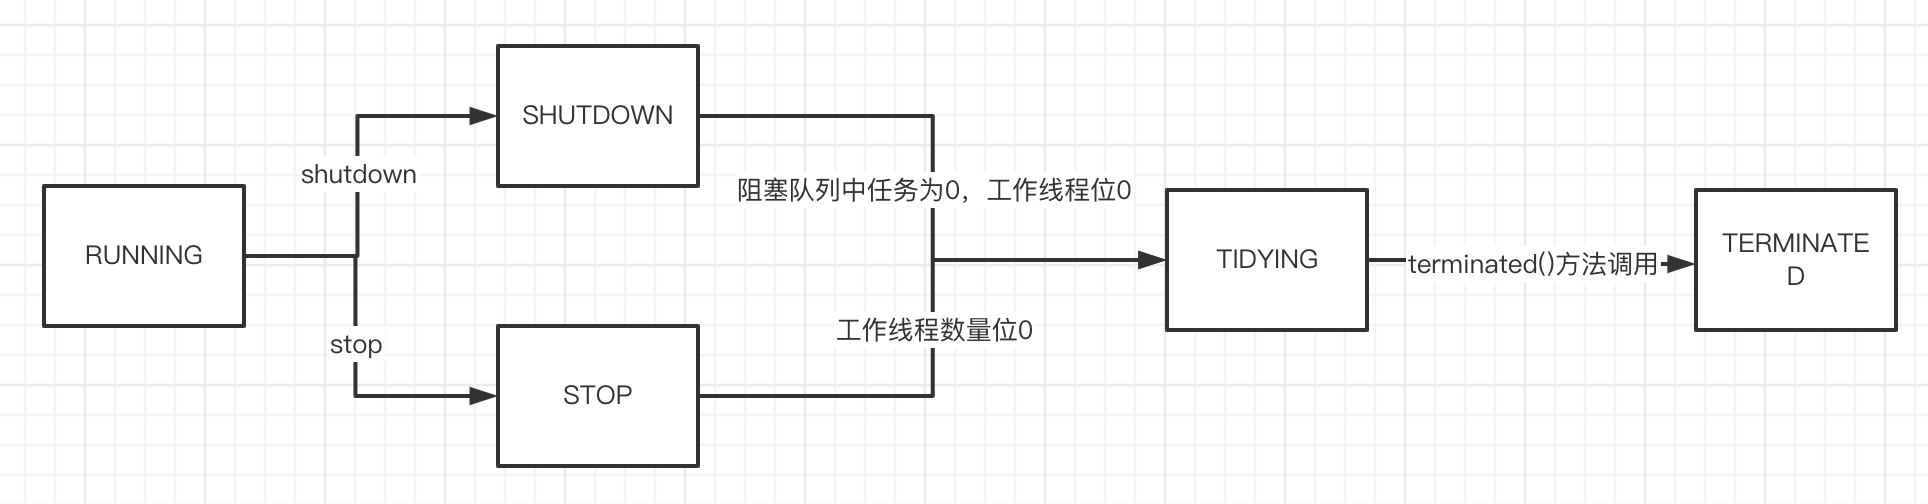 RUNNING
shutdown
stop
SHUTDOWN
STOP
阻塞队列中任务为0，工作线程位0
工作线程数量位0
TIDYING
terminated()方法调用
TERMINATE
D